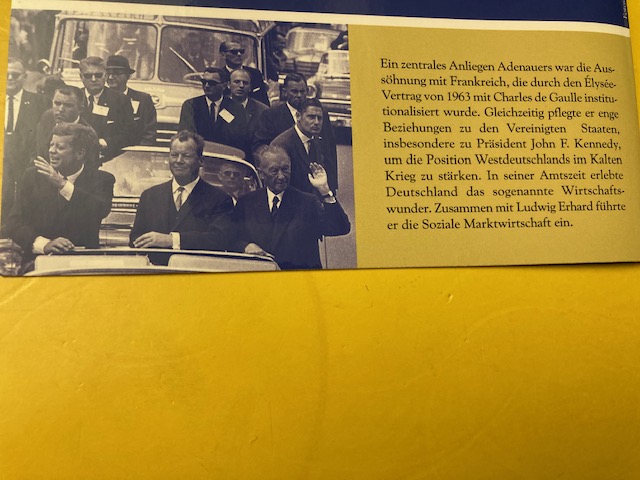 Ein zentrales Anliegen Adenauers war die Aus-
söhnung mit Frankreich, die durch den Élysée-
Vertrag von 1963 mit Charles de Gaulle institu-
tionalisiert wurde. Gleichzeitig pflegte er enge
Beziehungen zu den Vereinigten Staaten,
insbesondere zu Präsident John F. Kennedy,
um die Position Westdeutschlands im Kalten
Krieg zu stärken. In seiner Amtszeit erlebte
Deutschland das sogenannte Wirtschafts-
wunder. Zusammen mit Ludwig Erhard führte
er die Soziale Marktwirtschaft ein.